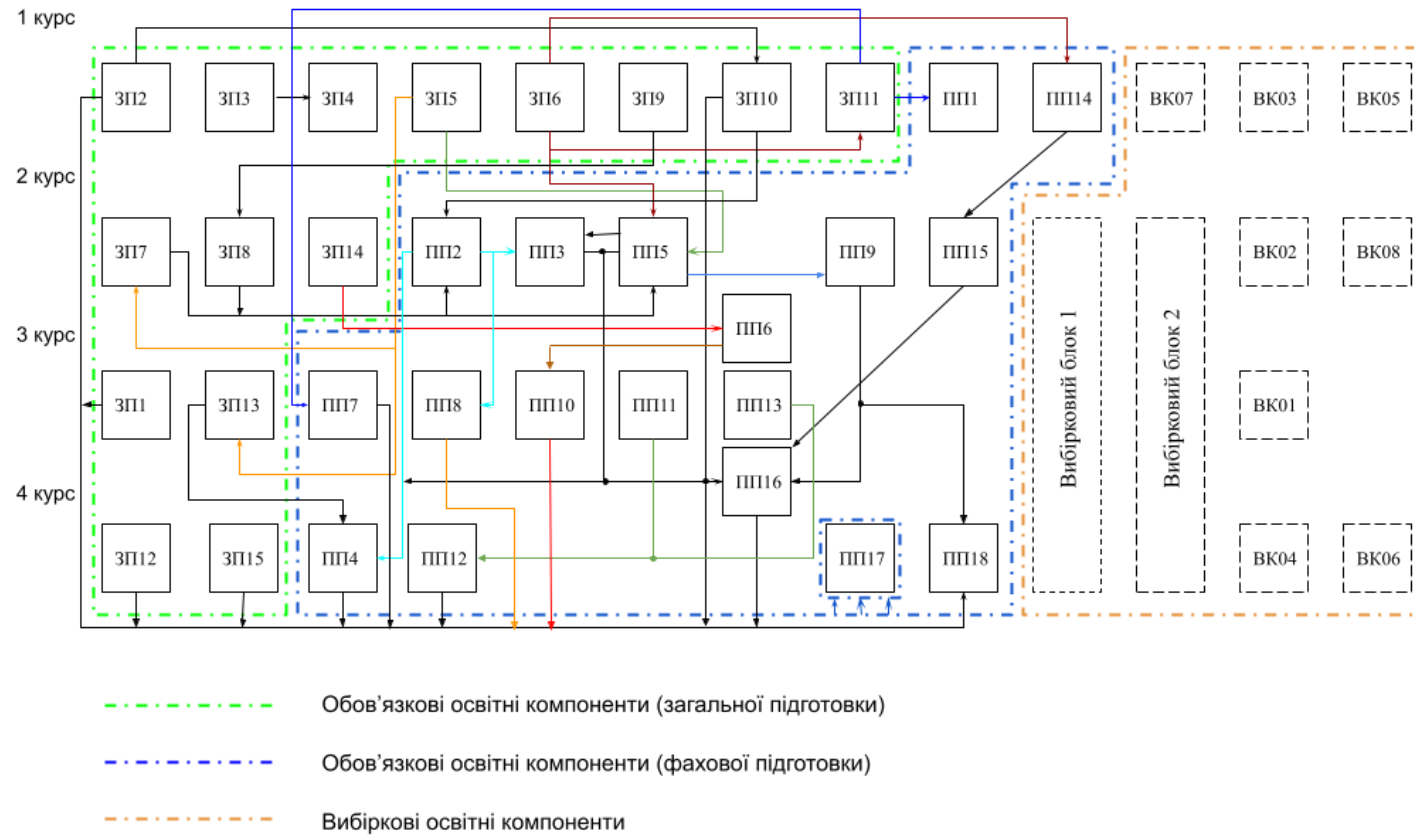 1 курс
ЗП2 ЗП3 ЗП4 ЗП5 ЗП6 ЗП9 ЗП10 ЗП11 ПП1 ПП14 ВК07 ВК03 ВК05
2 курс
ЗП7 ЗП8 ЗП14 ПП2 ПП3 ПП5 ПП9 ПП15 ВК02 ВК08
ПП6
3 курс
Вибірковий блок 1
Вибірковий блок 2
ЗП1 ЗП13 ПП7 ПП8 ПП10 ПП11 ПП13 ВК01
ПП16
4 курс
ЗП12 ЗП15 ПП4 ПП12 ПП17 ПП18 ВК04 ВК06
Обов’язкові освітні компоненти (загальної підготовки)
Обов’язкові освітні компоненти (фахової підготовки)
Вибіркові освітні компоненти